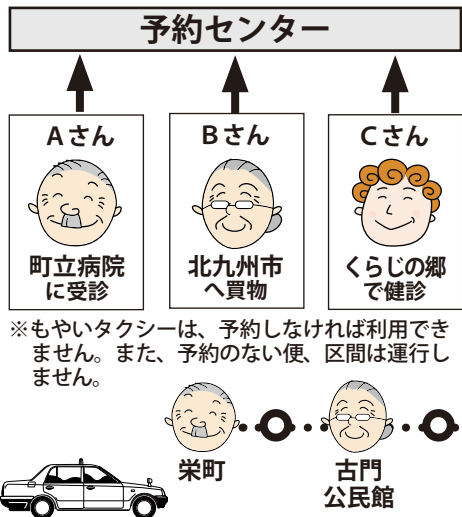 予約センター
Aさん
町立病院
に受診
Bさん
北九州市
へ買物
Cさん
くらじの郷
で健診
※もやいタクシーは、予約しなければ利用でき
ません。また、予約のない便、区間は運行し
ません。
栄町
古門
公民館